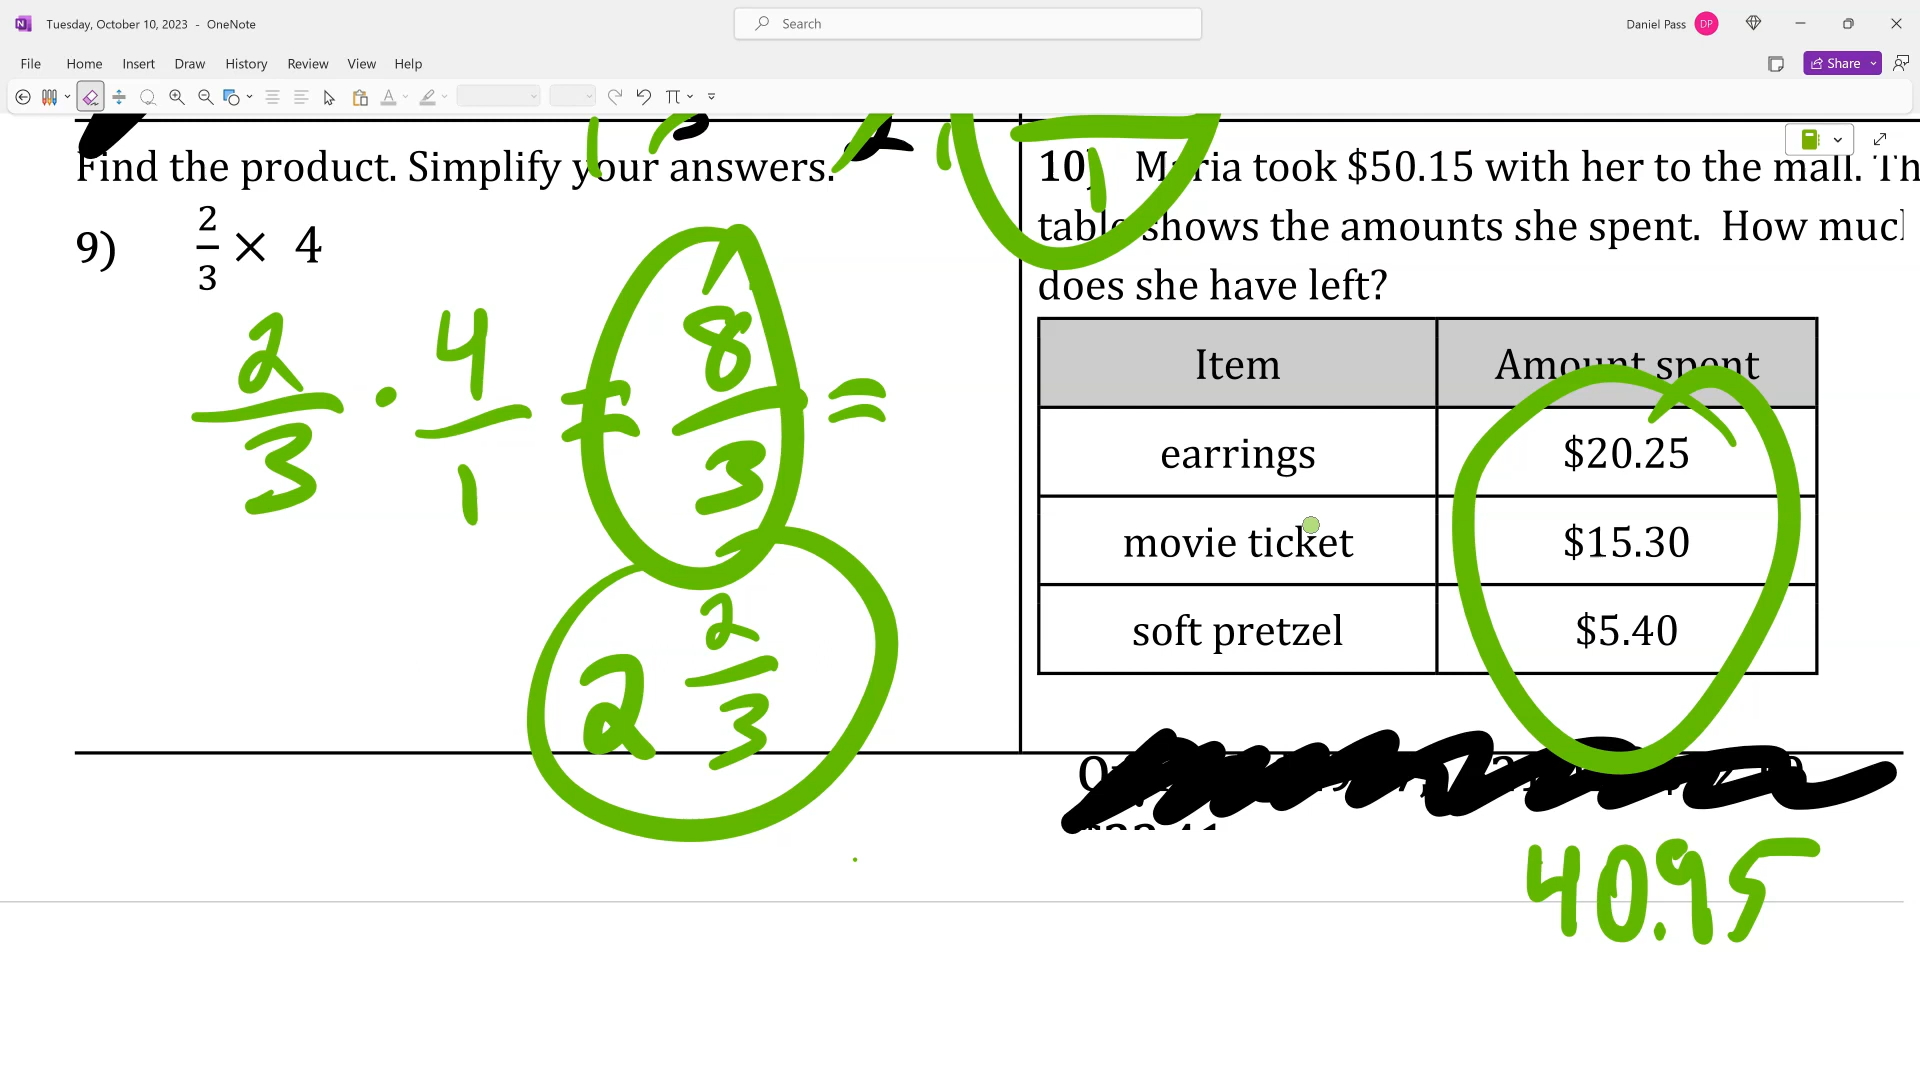 Tuesday, October 10, 2023 - OneNote
Search
Daniel Pass DP
File Home Insert Draw History Review View Help
Share
Find the product. Simplify your answers.
9) 2/3 × 4
2/3 · 4/1 = 8/3 =
2 2/3
10) Maria took $50.15 with her to the mall. Th
table shows the amounts she spent. How much
does she have left?
Item Amount spent
earrings $20.25
movie ticket $15.30
soft pretzel $5.40
40.95